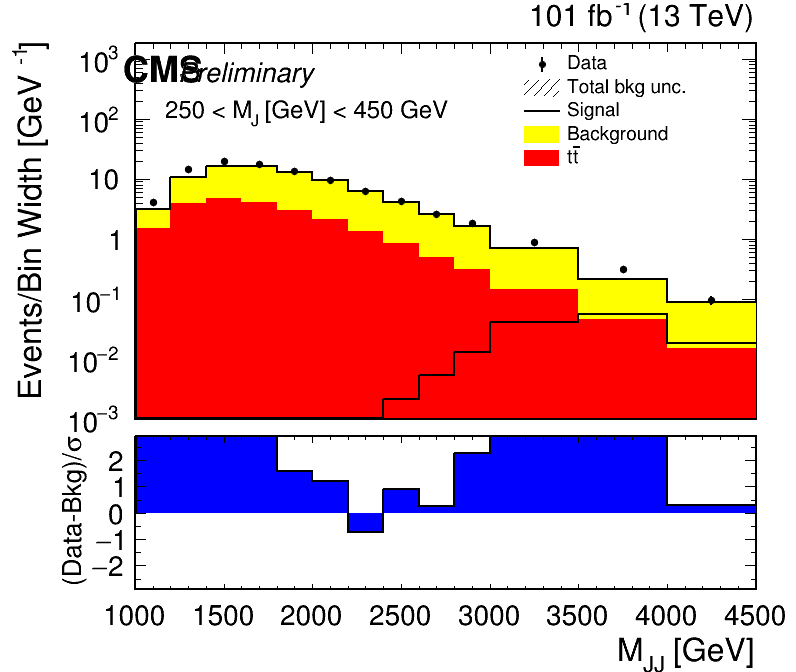 101 fb⁻¹ (13 TeV)
CMS Preliminary
250 < M_J [GeV] < 450 GeV
Data
Total bkg unc.
Signal
Background
tt̄
Events/Bin Width [GeV⁻¹]
10³
10²
10
1
10⁻¹
10⁻²
10⁻³
(Data-Bkg)/σ
2
1
0
−1
−2
1000 1500 2000 2500 3000 3500 4000 4500
M_JJ [GeV]